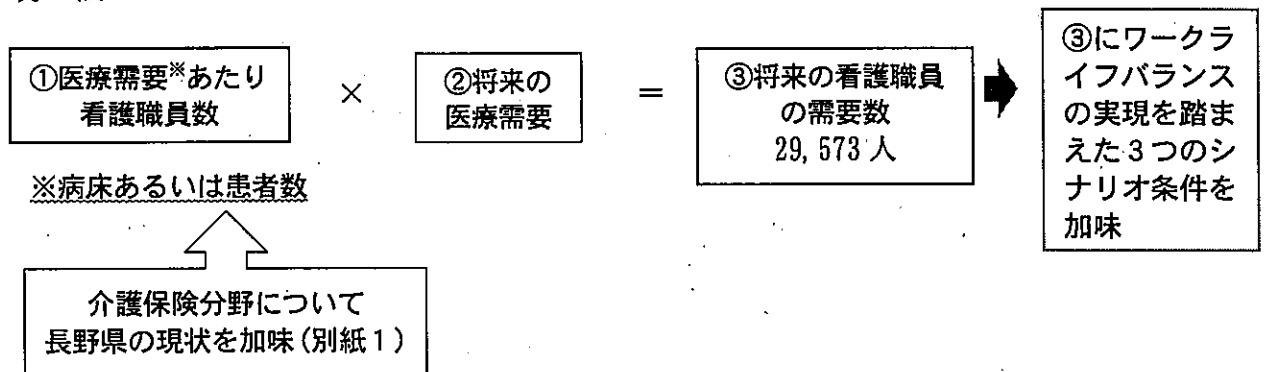 ①医療需要※あたり
看護職員数
×
②将来の
医療需要
=
③将来の看護職員
の需要数
29,573人
③にワークラ
イフバランス
の実現を踏ま
えた3つのシ
ナリオ条件を
加味
※病床あるいは患者数
介護保険分野について
長野県の現状を加味(別紙1)